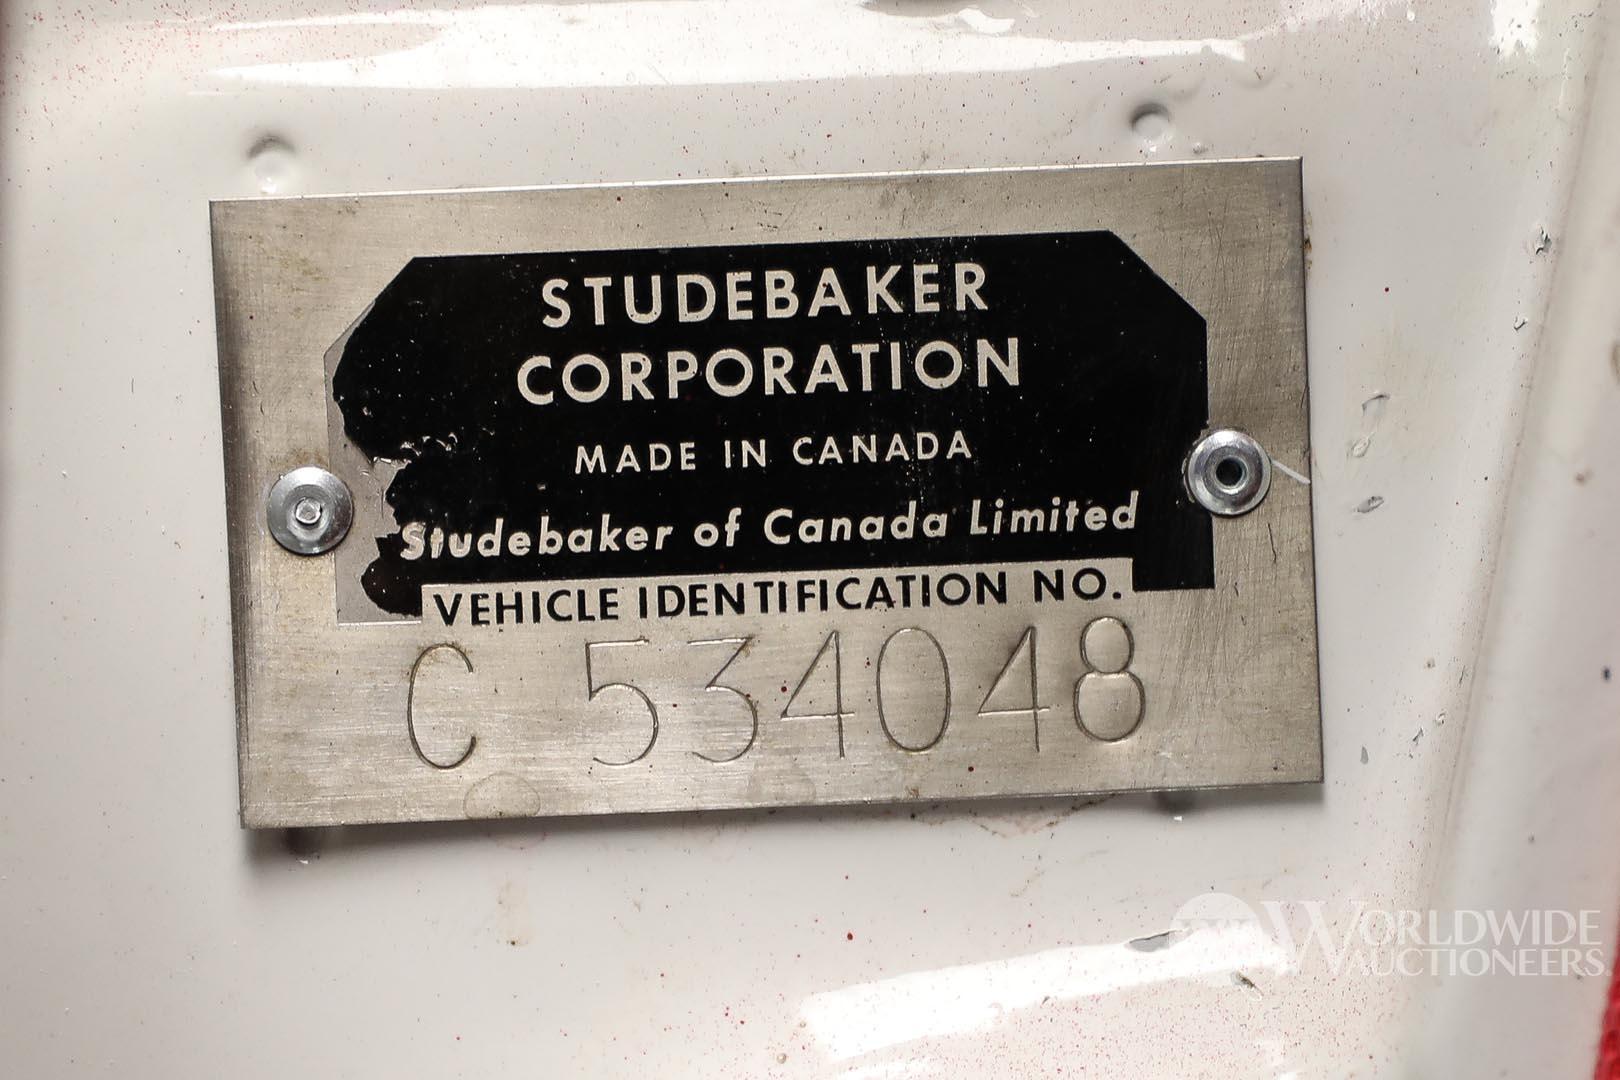 STUDEBAKER
CORPORATION
MADE IN CANADA
Studebaker of Canada Limited
VEHICLE IDENTIFICATION NO.
C 534048
WORLDWIDE
AUCTIONEERS